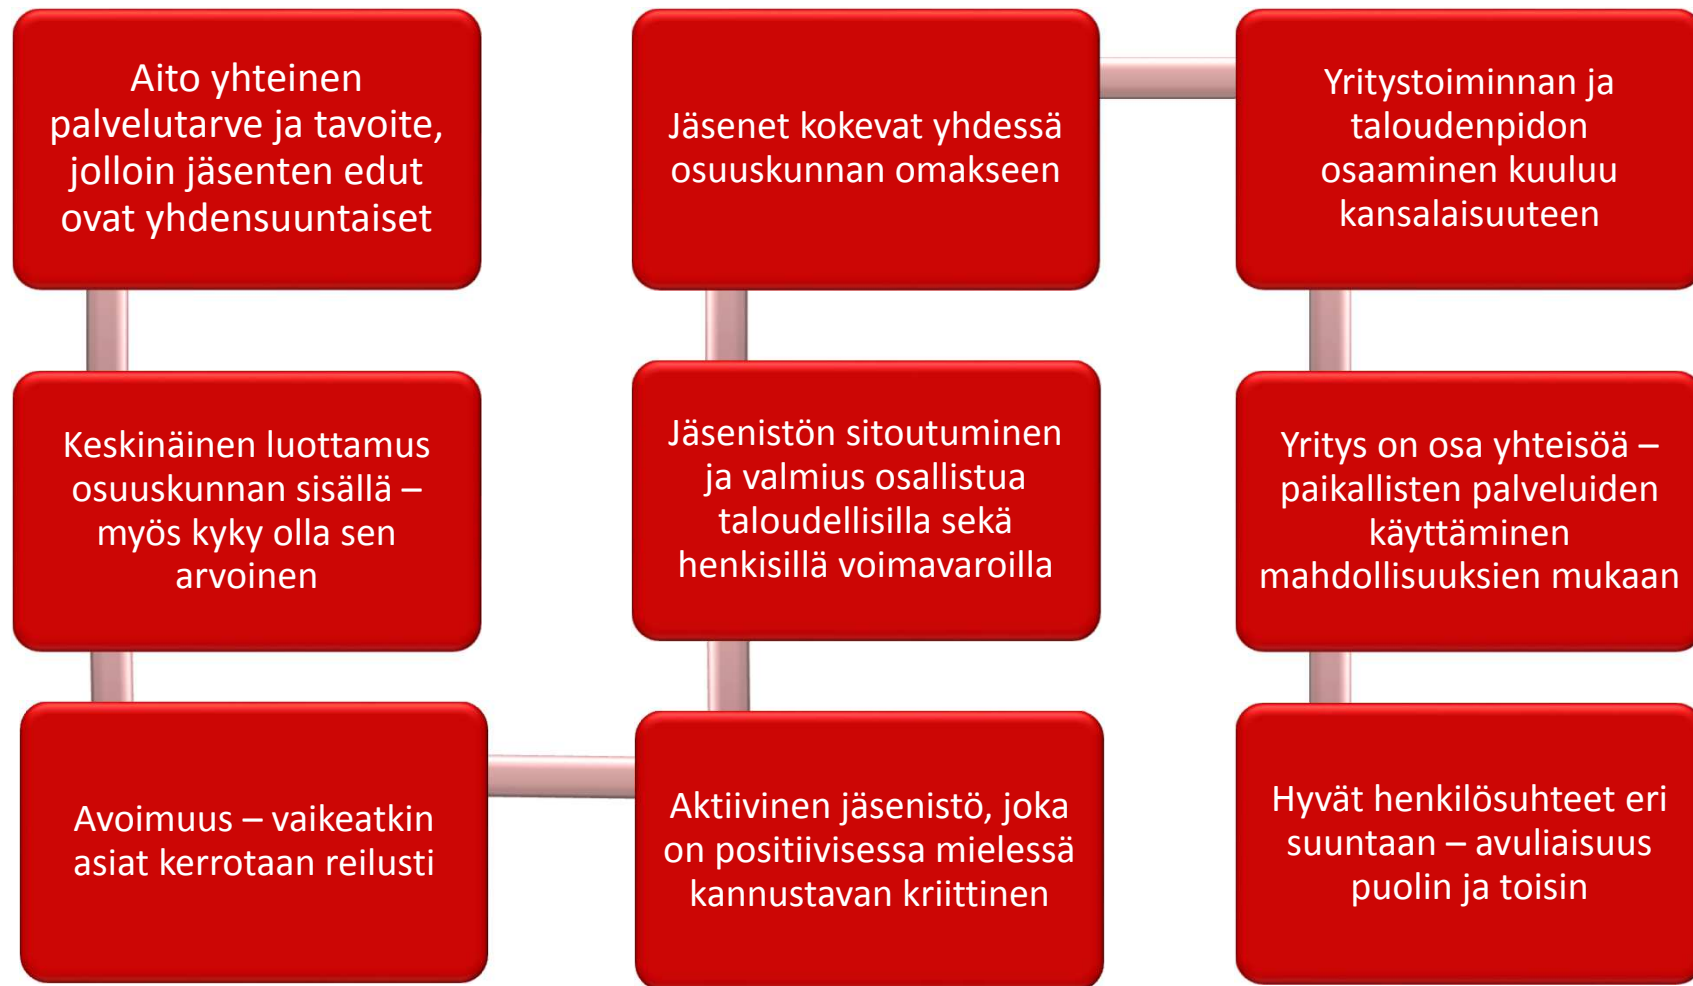 Aito yhteinen
palvelutarve ja tavoite,
jolloin jäsenten edut
ovat yhdensuuntaiset
Keskinäinen luottamus
osuuskunnan sisällä –
myös kyky olla sen
arvoinen
Avoimuus – vaikeatkin
asiat kerrotaan reilusti
Aktiivinen jäsenistö, joka
on positiivisessa mielessä
kannustavan kriittinen
Jäsenistön sitoutuminen
ja valmius osallistua
taloudellisilla sekä
henkisillä voimavaroilla
Jäsenet kokevat yhdessä
osuuskunnan omakseen
Yritystoiminnan ja
taloudenpidon
osaaminen kuuluu
kansalaisuuteen
Yritys on osa yhteisöä –
paikallisten palveluiden
käyttäminen
mahdollisuuksien mukaan
Hyvät henkilösuhteet eri
suuntaan – avuliaisuus
puolin ja toisin